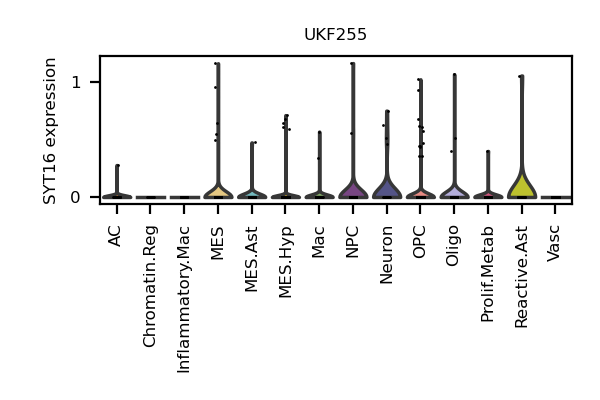 UKF255
SYT16 expression
1
0
AC
Chromatin.Reg
Inflammatory.Mac
MES
MES.Ast
MES.Hyp
Mac
NPC
Neuron
OPC
Oligo
Prolif.Metab
Reactive.Ast
Vasc